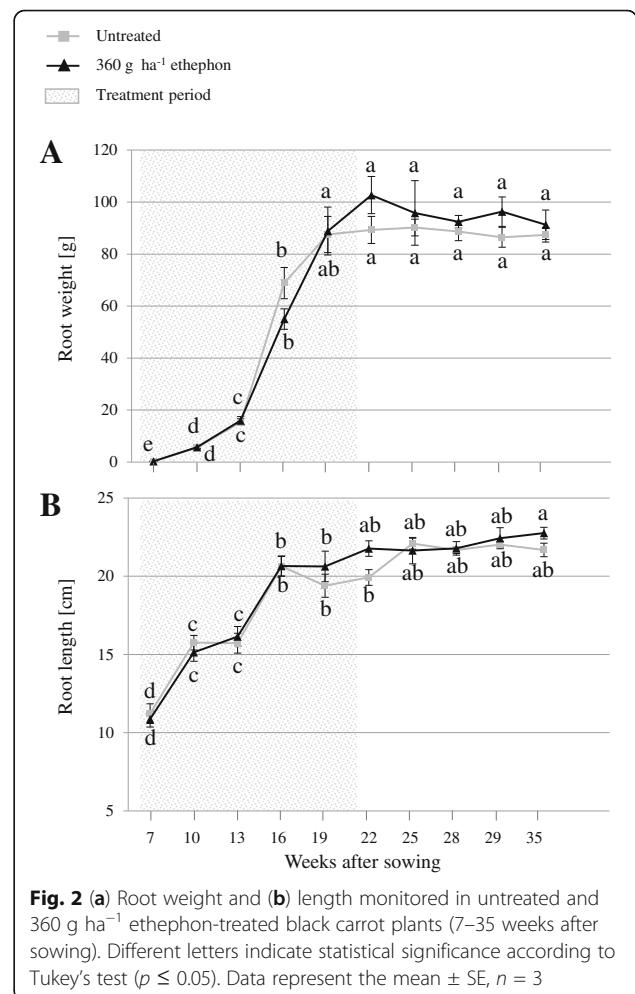 Untreated
360 g ha⁻¹ ethephon
Treatment period
A
120
100
80
60
40
20
0
Root weight [g]
e
d
d
c
c
b
b
a
ab
a
a
a
a
a
a
a
a
a
a
B
25
20
15
10
5
Root length [cm]
d
d
c
c
c
c
b
b
b
b
ab
b
ab
ab
ab
ab
ab
ab
a
ab
7 10 13 16 19 22 25 28 29 35
Weeks after sowing
Fig. 2 (a) Root weight and (b) length monitored in untreated and
360 g ha⁻¹ ethephon-treated black carrot plants (7–35 weeks after
sowing). Different letters indicate statistical significance according to
Tukey's test (p ≤ 0.05). Data represent the mean ± SE, n = 3